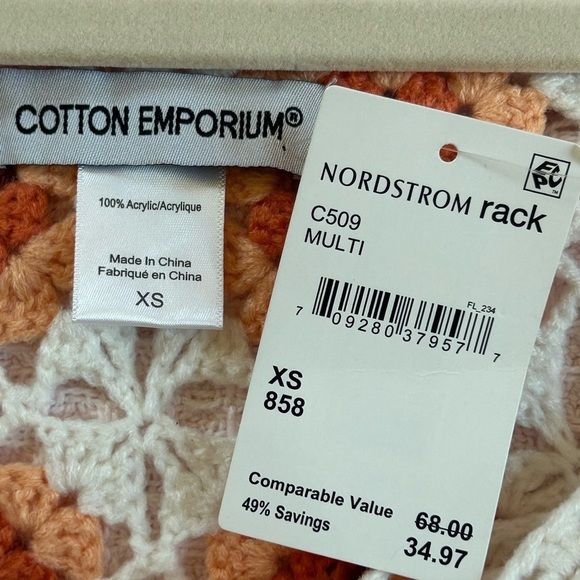 COTTON EMPORIUM®
100% Acrylic/Acrylique
Made In China
Fabriqué en China
XS
NORDSTROM rack
C509
MULTI
FL_234
7 09280 37957 7
XS
858
Comparable Value 68.00
49% Savings 34.97